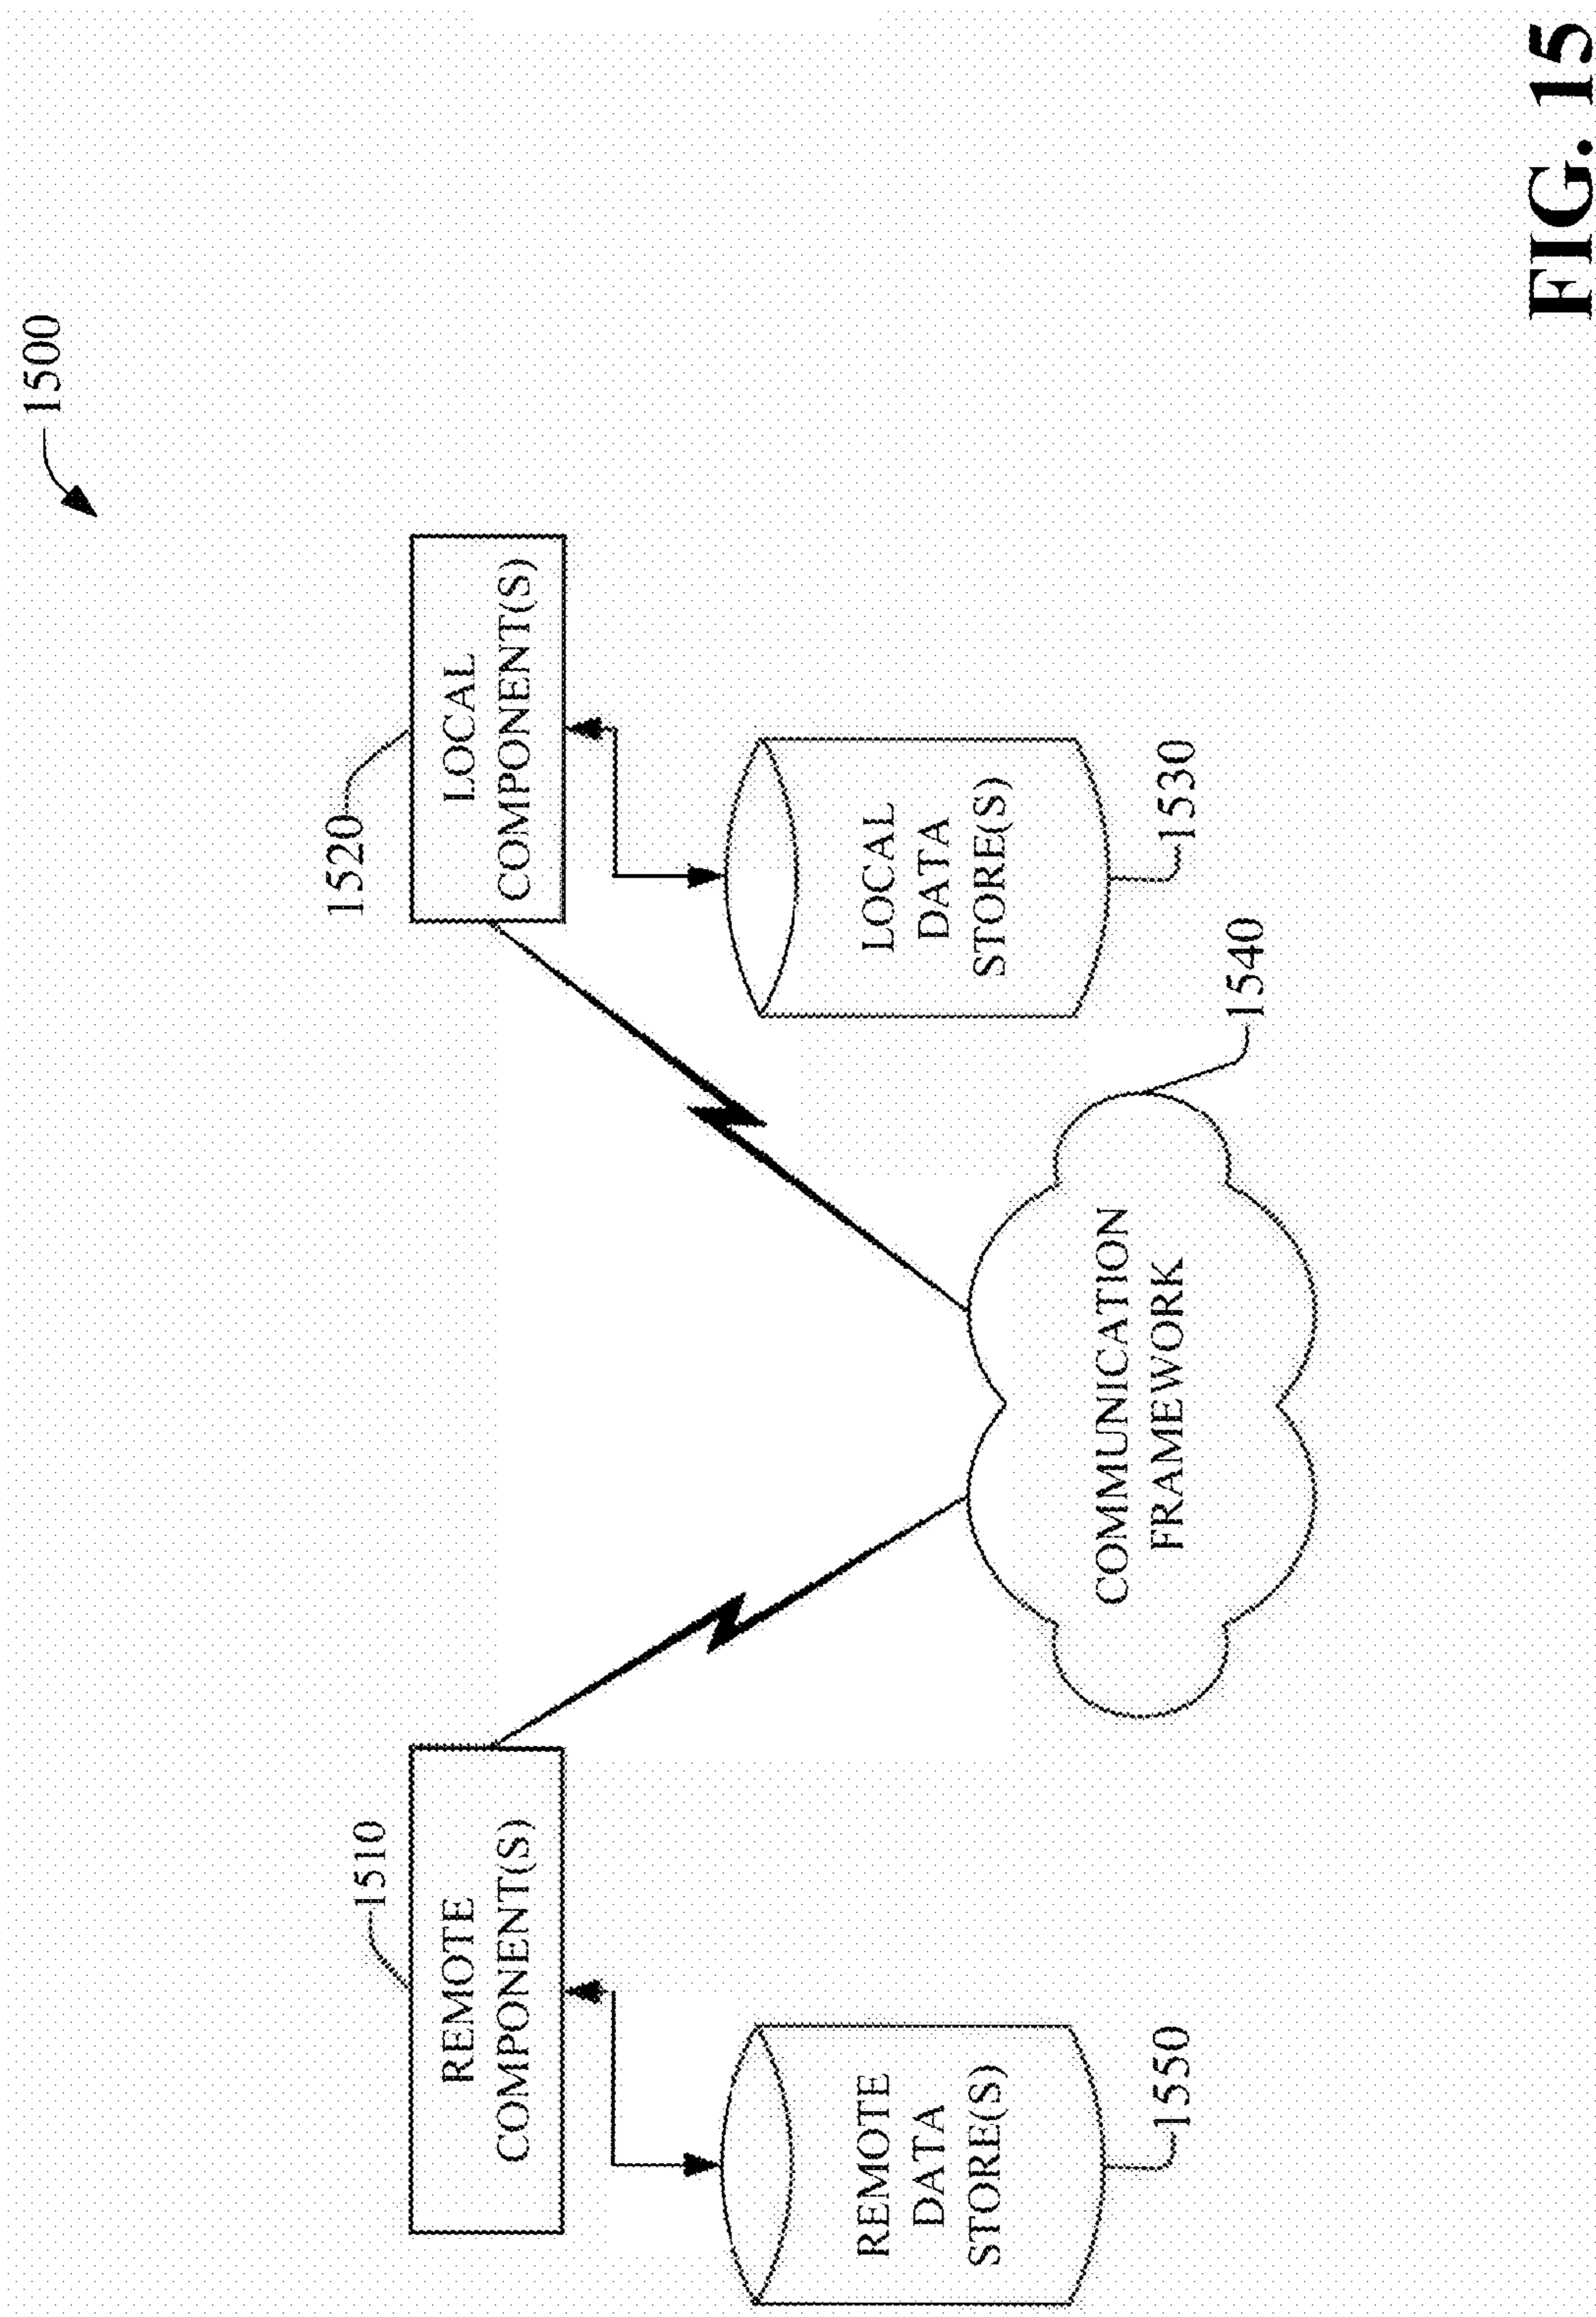 1500
1510
REMOTE
COMPONENT(S)
1520
LOCAL
COMPONENT(S)
REMOTE
DATA
STORE(S)
1550
LOCAL
DATA
STORE(S)
1530
COMMUNICATION
FRAMEWORK
1540
FIG. 15